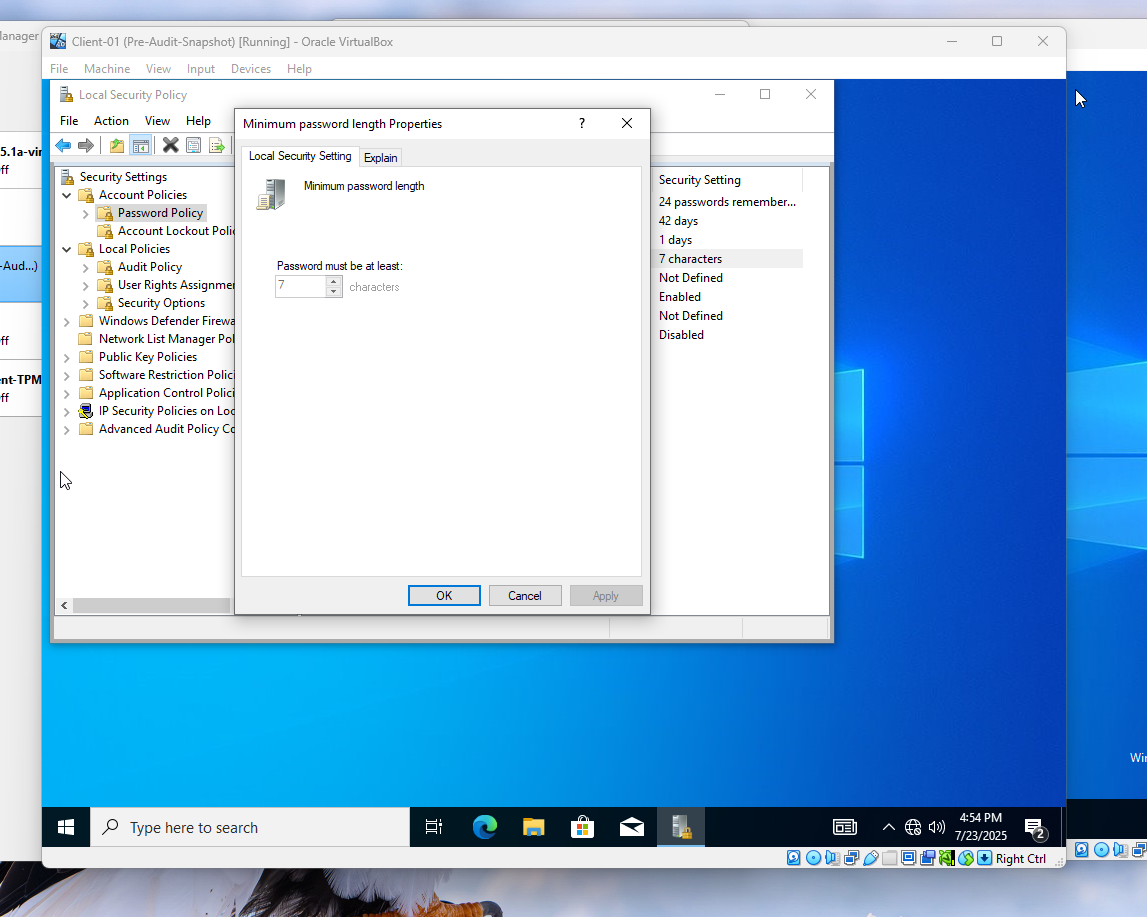 Manager
Client-01 (Pre-Audit-Snapshot) [Running] - Oracle VirtualBox
File Machine View Input Devices Help
Local Security Policy
File Action View Help
Minimum password length Properties
?
Local Security Setting Explain
Minimum password length
Password must be at least:
7 characters
OK Cancel Apply
Security Settings
Account Policies
Password Policy
Account Lockout Poli
Local Policies
Audit Policy
User Rights Assignmen
Security Options
Windows Defender Firewa
Network List Manager Pol
Public Key Policies
Software Restriction Polici
Application Control Polici
IP Security Policies on Loc
Advanced Audit Policy Co
Security Setting
24 passwords remember...
42 days
1 days
7 characters
Not Defined
Enabled
Not Defined
Disabled
5.1a-vir
ff
-Aud...)
ff
ent-TPM
ff
Win
Type here to search
4:54 PM
7/23/2025
2
Right Ctrl